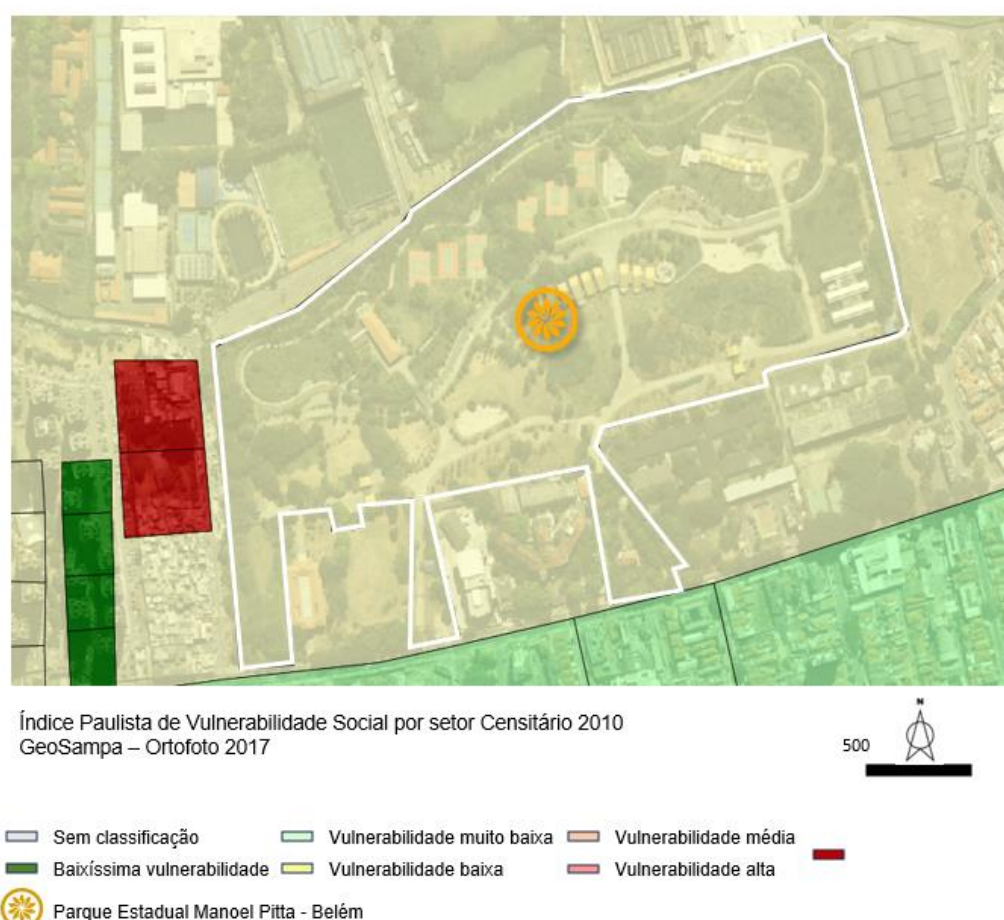 Índice Paulista de Vulnerabilidade Social por setor Censitário 2010
GeoSampa – Ortofoto 2017
N
500
Sem classificação
Vulnerabilidade muito baixa
Vulnerabilidade média
Baixíssima vulnerabilidade
Vulnerabilidade baixa
Vulnerabilidade alta
Parque Estadual Manoel Pitta - Belém